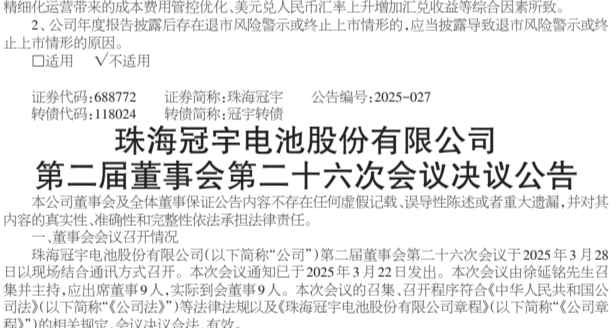 精细化运营带来的成本费用管控优化、美元兑人民币汇率上升增加汇兑收益等综合因素所致。
2、公司年度报告披露后存在退市风险警示或终止上市情形的,应当披露导致退市风险警示或终
止上市情形的原因。
□适用 √不适用
证券代码:688772 证券简称:珠海冠宇 公告编号:2025-027
转债代码:118024 转债简称:冠宇转债
珠海冠宇电池股份有限公司
第二届董事会第二十六次会议决议公告
本公司董事会及全体董事保证公告内容不存在任何虚假记载、误导性陈述或者重大遗漏,并对其
内容的真实性、准确性和完整性依法承担法律责任。
一、董事会会议召开情况
珠海冠宇电池股份有限公司(以下简称“公司”)第二届董事会第二十六次会议于2025年3月28
日以现场结合通讯方式召开。本次会议通知已于2025年3月22日发出。本次会议由徐延铭先生召
集并主持,应出席董事9人,实际到会董事9人。本次会议的召集、召开程序符合《中华人民共和国公
司法》(以下简称“《公司法》”)等法律法规以及《珠海冠宇电池股份有限公司章程》(以下简称“《公司章
程》”)的相关规定,会议决议合法、有效。